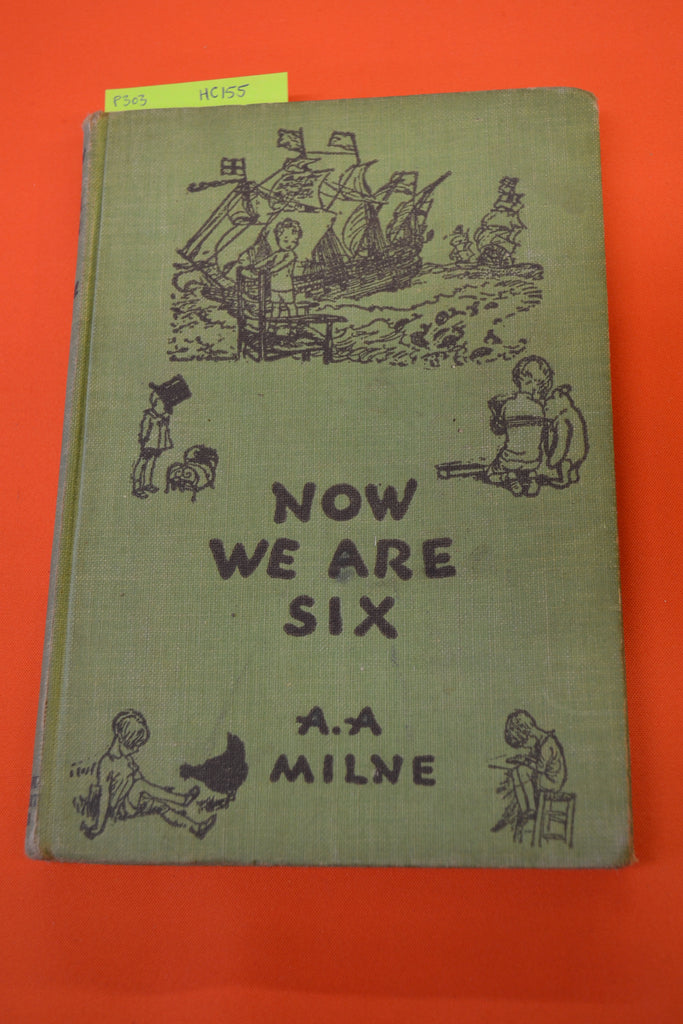 P303 HC155
NOW
WE ARE
SIX
A.A
MILNE